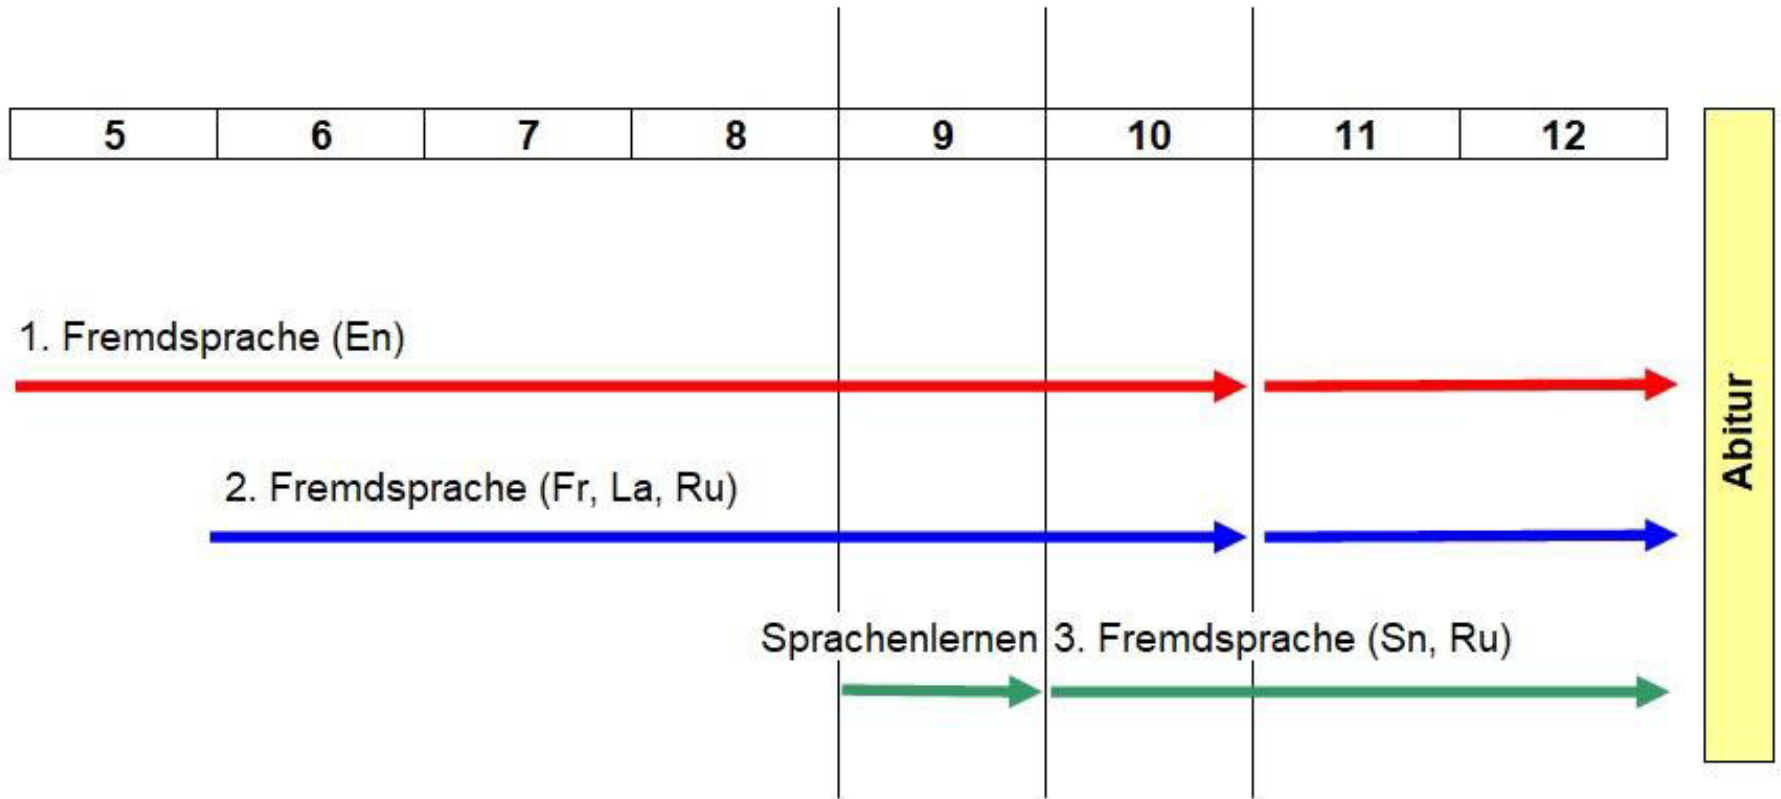 5 6 7 8 9 10 11 12
1. Fremdsprache (En)
2. Fremdsprache (Fr, La, Ru)
Sprachenlernen 3. Fremdsprache (Sn, Ru)
Abitur